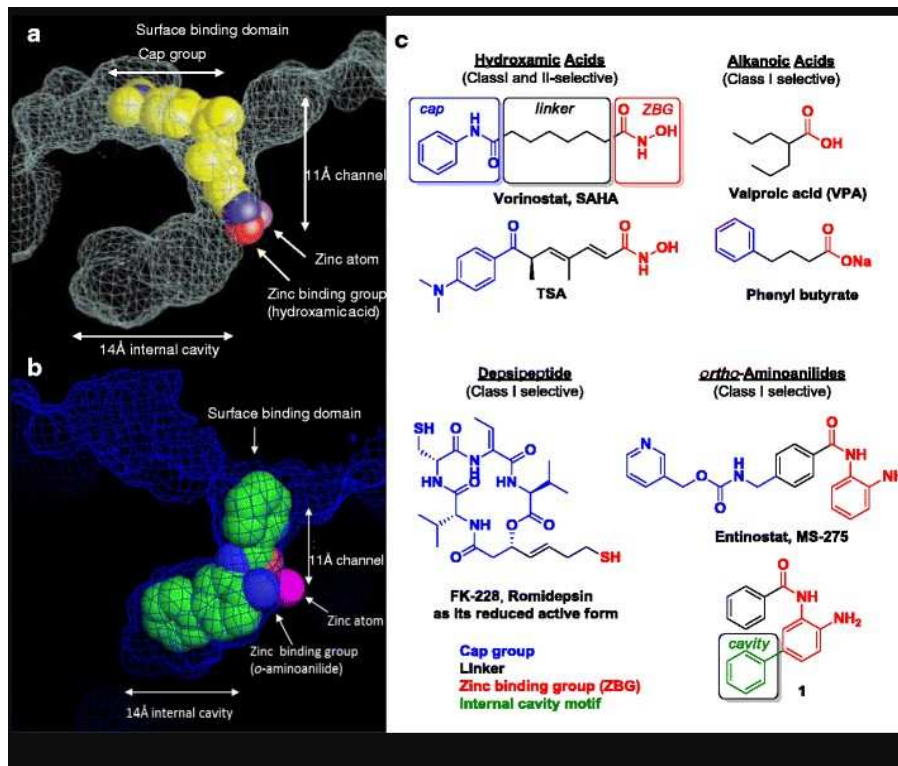 a
Surface binding domain
Cap group
11Å channel
Zinc atom
Zinc binding group
(hydroxamic acid)
14Å internal cavity
b
Surface binding domain
11Å channel
Zinc atom
Zinc binding group
(o-aminoanilide)
14Å internal cavity
c
Hydroxamic Acids
(ClassI and II-selective)
cap
linker
ZBG
H
N
O
O
N
H
OH
Vorinostat, SAHA
O
O
N
H
OH
N
TSA
Alkanoic Acids
(Class I selective)
O
OH
Valproic acid (VPA)
O
ONa
Phenyl butyrate
Depsipeptide
(Class I selective)
SH
O
H
N
O
NH
HN
O
O
NH
O
O
O
SH
FK-228, Romidepsin
as its reduced active form
Cap group
Linker
Zinc binding group (ZBG)
Internal cavity motif
ortho-Aminoanilides
(Class I selective)
N
O
O
H
N
O
NH
Entinostat, MS-275
O
NH
NH2
cavity
1